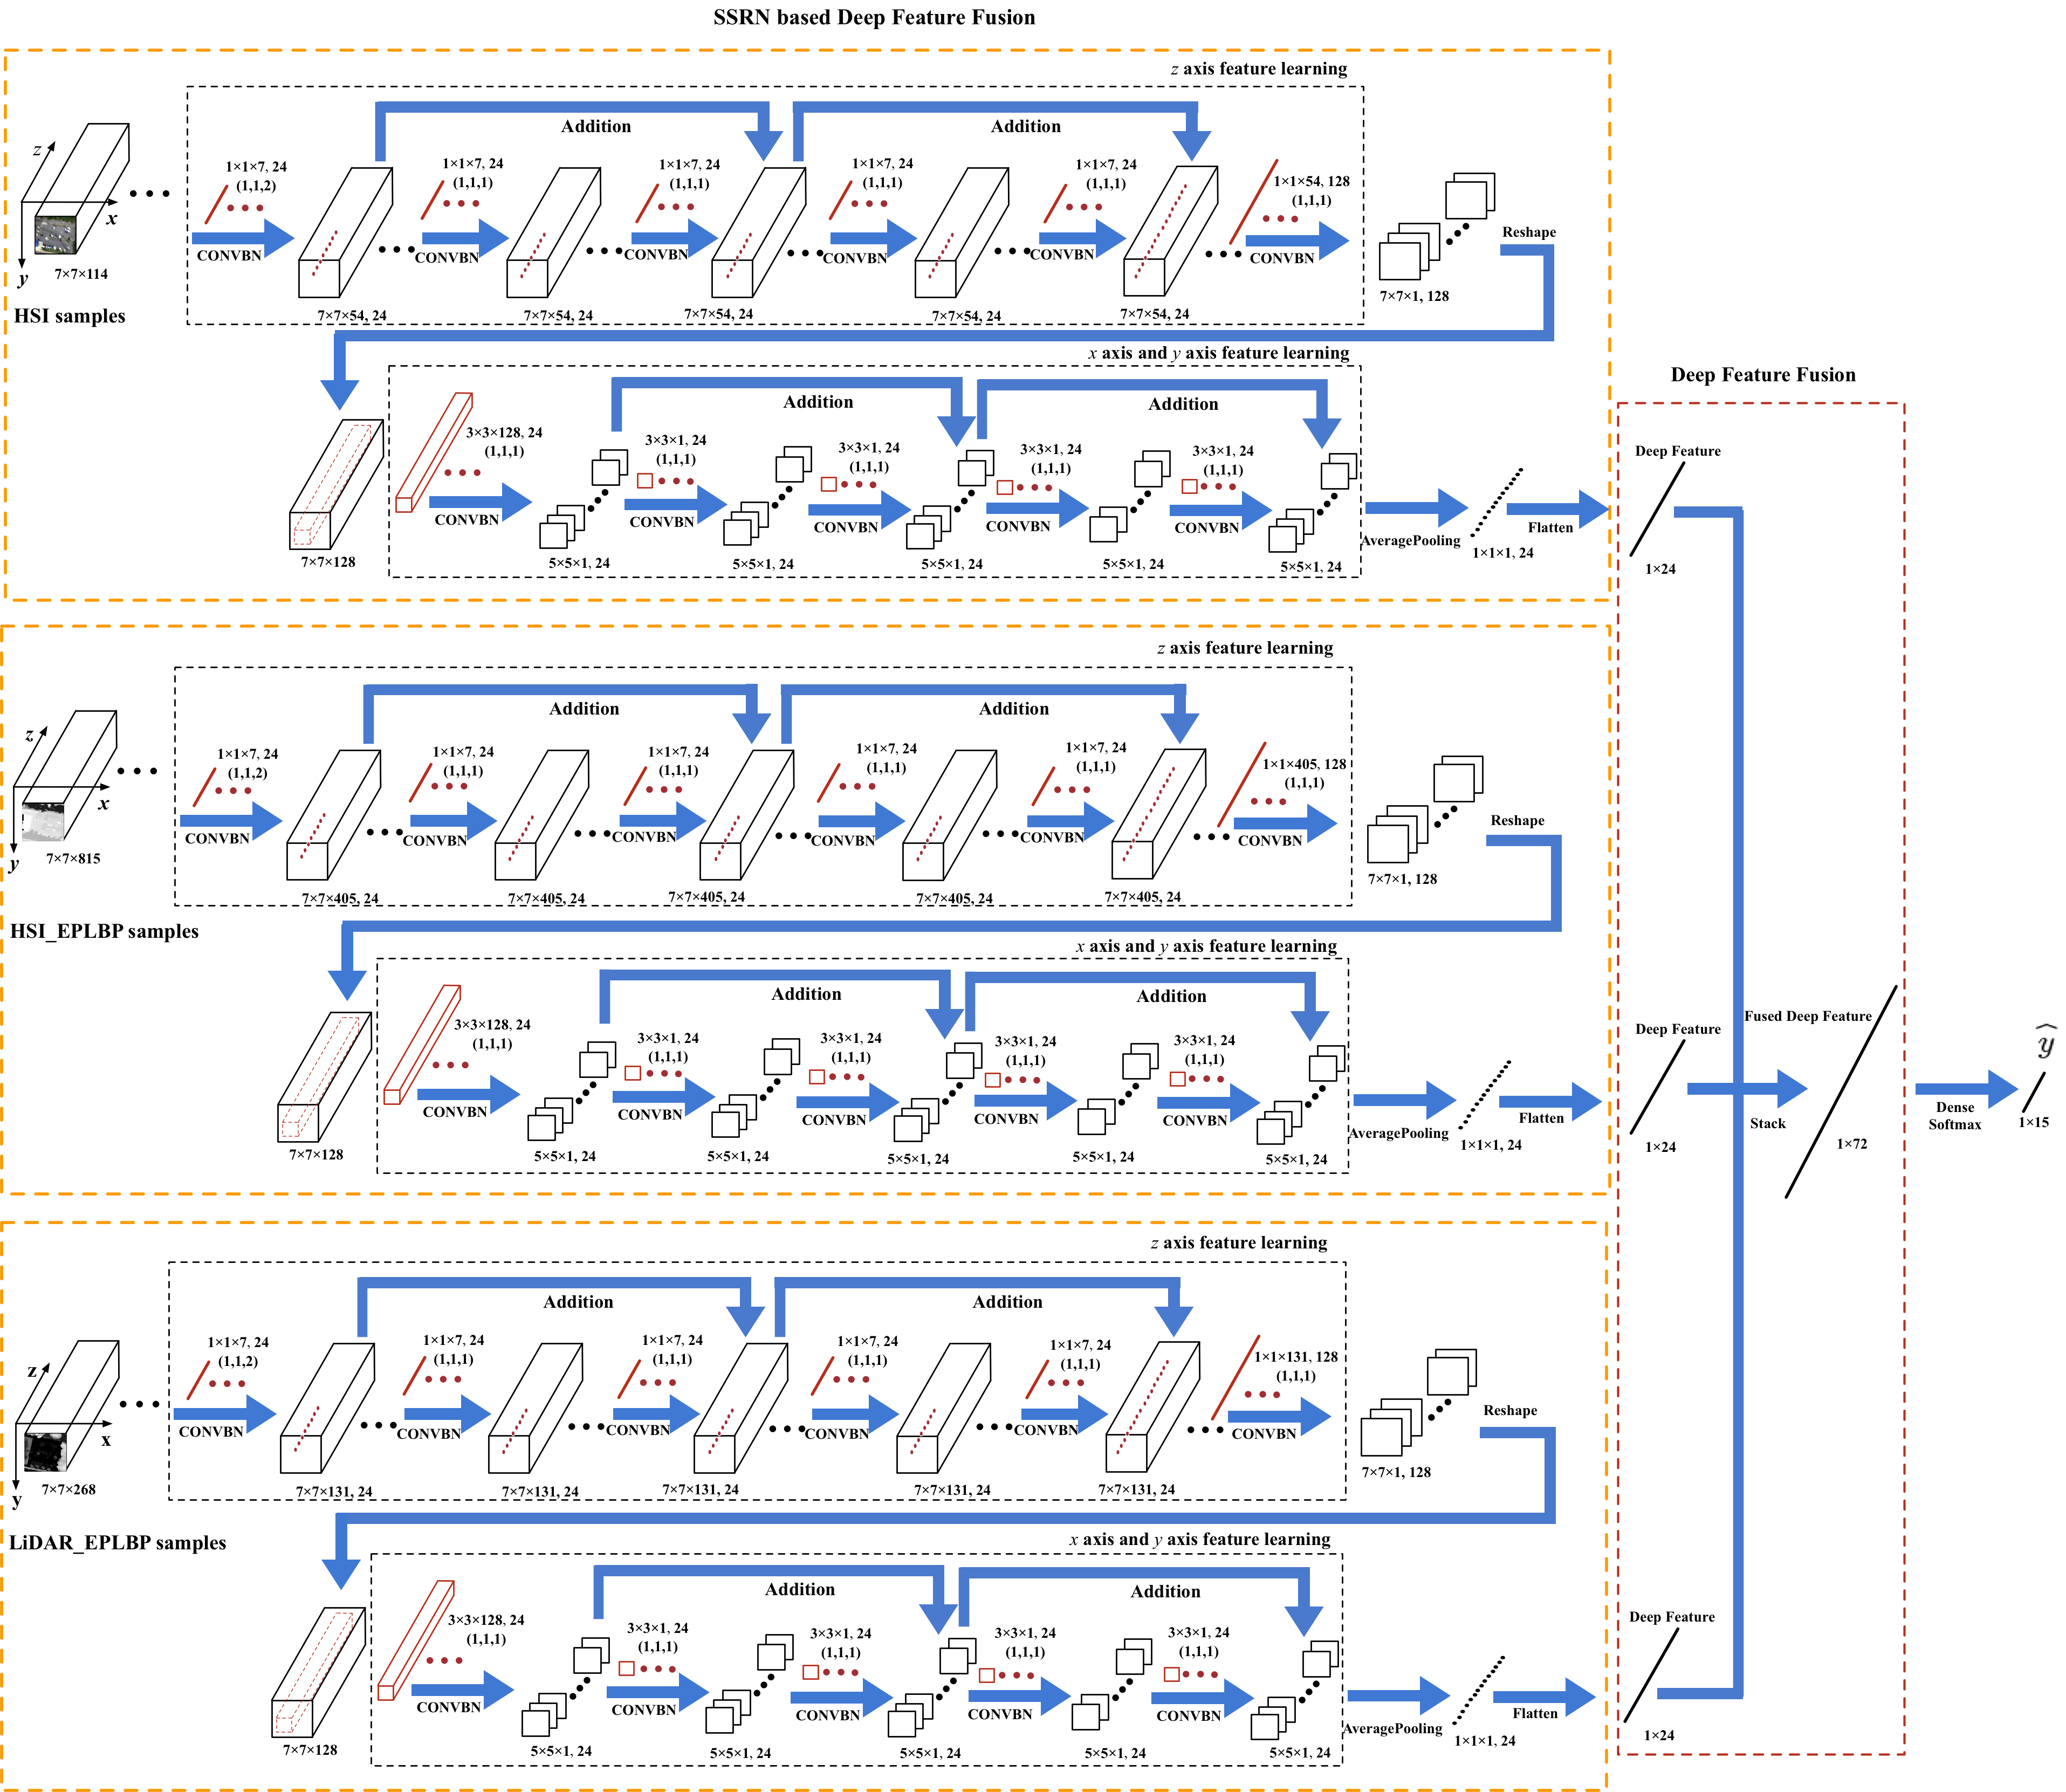 SSRN based Deep Feature Fusion
z axis feature learning
Addition
Addition
z
x
y
7×7×114
HSI samples
1×1×7, 24
(1,1,2)
CONVBN
7×7×54, 24
1×1×7, 24
(1,1,1)
CONVBN
7×7×54, 24
1×1×7, 24
(1,1,1)
CONVBN
7×7×54, 24
1×1×7, 24
(1,1,1)
CONVBN
7×7×54, 24
1×1×7, 24
(1,1,1)
CONVBN
7×7×54, 24
1×1×54, 128
(1,1,1)
CONVBN
7×7×1, 128
Reshape
x axis and y axis feature learning
Addition
Addition
7×7×128
3×3×128, 24
(1,1,1)
CONVBN
5×5×1, 24
3×3×1, 24
(1,1,1)
CONVBN
5×5×1, 24
3×3×1, 24
(1,1,1)
CONVBN
5×5×1, 24
3×3×1, 24
(1,1,1)
CONVBN
5×5×1, 24
3×3×1, 24
(1,1,1)
CONVBN
5×5×1, 24
AveragePooling
1×1×1, 24
Flatten
z axis feature learning
Addition
Addition
z
x
y
7×7×815
HSI_EPLBP samples
1×1×7, 24
(1,1,2)
CONVBN
7×7×405, 24
1×1×7, 24
(1,1,1)
CONVBN
7×7×405, 24
1×1×7, 24
(1,1,1)
CONVBN
7×7×405, 24
1×1×7, 24
(1,1,1)
CONVBN
7×7×405, 24
1×1×7, 24
(1,1,1)
CONVBN
7×7×405, 24
1×1×405, 128
(1,1,1)
CONVBN
7×7×1, 128
Reshape
x axis and y axis feature learning
Addition
Addition
7×7×128
3×3×128, 24
(1,1,1)
CONVBN
5×5×1, 24
3×3×1, 24
(1,1,1)
CONVBN
5×5×1, 24
3×3×1, 24
(1,1,1)
CONVBN
5×5×1, 24
3×3×1, 24
(1,1,1)
CONVBN
5×5×1, 24
3×3×1, 24
(1,1,1)
CONVBN
5×5×1, 24
AveragePooling
1×1×1, 24
Flatten
z axis feature learning
Addition
Addition
z
x
y
7×7×268
LiDAR_EPLBP samples
1×1×7, 24
(1,1,2)
CONVBN
7×7×131, 24
1×1×7, 24
(1,1,1)
CONVBN
7×7×131, 24
1×1×7, 24
(1,1,1)
CONVBN
7×7×131, 24
1×1×7, 24
(1,1,1)
CONVBN
7×7×131, 24
1×1×7, 24
(1,1,1)
CONVBN
7×7×131, 24
1×1×131, 128
(1,1,1)
CONVBN
7×7×1, 128
Reshape
x axis and y axis feature learning
Addition
Addition
7×7×128
3×3×128, 24
(1,1,1)
CONVBN
5×5×1, 24
3×3×1, 24
(1,1,1)
CONVBN
5×5×1, 24
3×3×1, 24
(1,1,1)
CONVBN
5×5×1, 24
3×3×1, 24
(1,1,1)
CONVBN
5×5×1, 24
3×3×1, 24
(1,1,1)
CONVBN
5×5×1, 24
AveragePooling
1×1×1, 24
Flatten
Deep Feature Fusion
Deep Feature
1×24
Deep Feature
1×24
Deep Feature
1×24
Stack
Fused Deep Feature
1×72
Dense
Softmax
ŷ
1×15